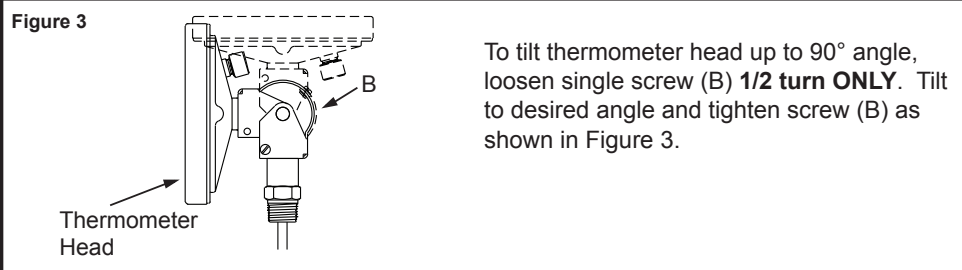 Figure 3
To tilt thermometer head up to 90° angle,
loosen single screw (B) 1/2 turn ONLY.  Tilt
to desired angle and tighten screw (B) as
shown in Figure 3.
B
Thermometer
Head